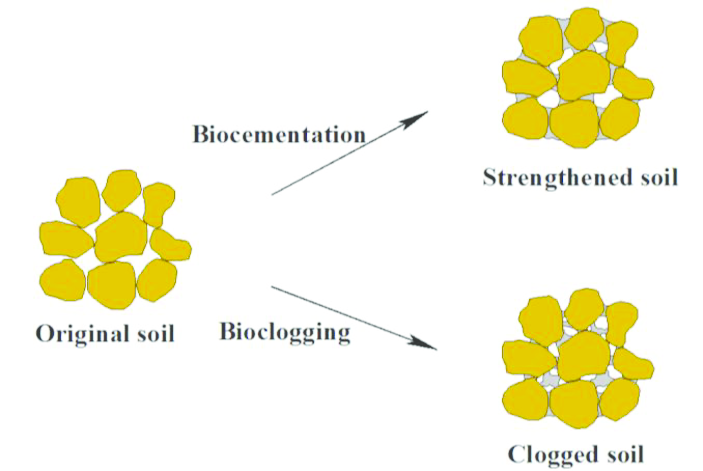 Biocementation
Strengthened soil
Original soil
Bioclogging
Clogged soil